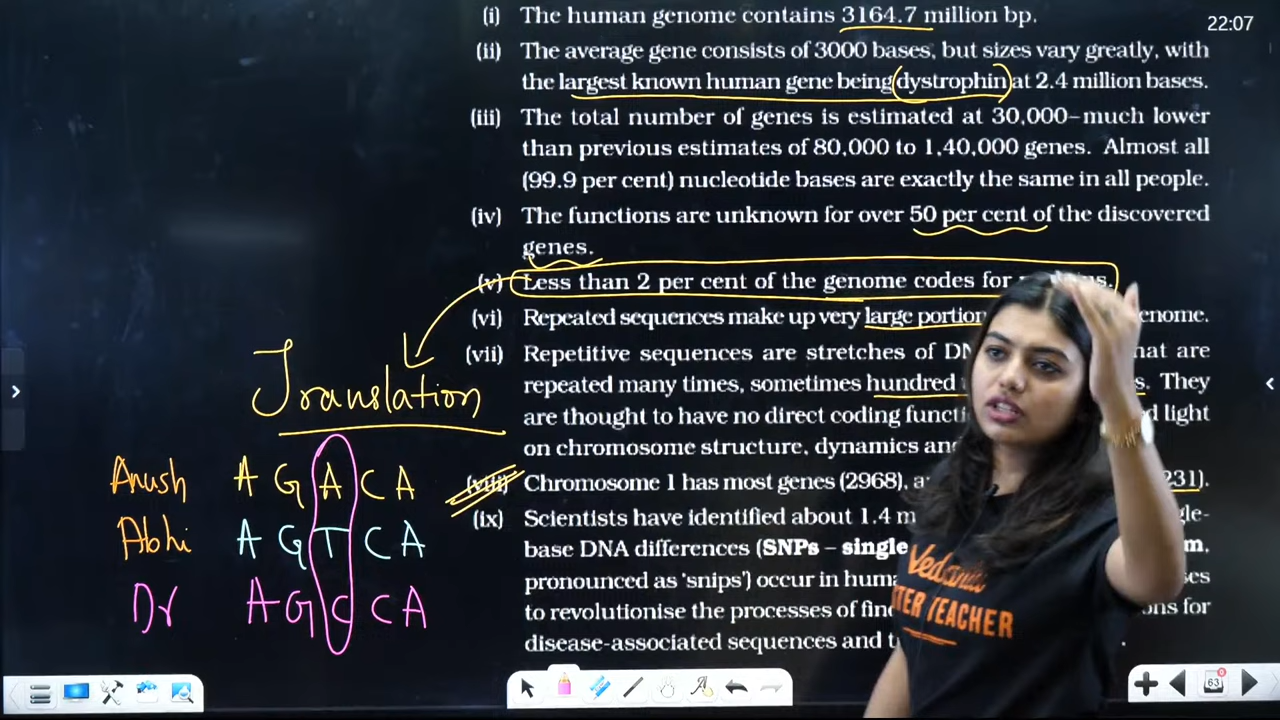 22:07
(i) The human genome contains 3164.7 million bp.
(ii) The average gene consists of 3000 bases, but sizes vary greatly, with
the largest known human gene being dystrophin at 2.4 million bases.
(iii) The total number of genes is estimated at 30,000–much lower
than previous estimates of 80,000 to 1,40,000 genes. Almost all
(99.9 per cent) nucleotide bases are exactly the same in all people.
(iv) The functions are unknown for over 50 per cent of the discovered
genes.
(v) Less than 2 per cent of the genome codes for
(vi) Repeated sequences make up very large portion
(vii) Repetitive sequences are stretches of that are
repeated many times, sometimes hundred They
are thought to have no direct coding light
on chromosome structure, dynamics
(viii) Chromosome 1 has most genes (2968), 231).
(ix) Scientists have identified about 1.4
base DNA differences (SNPs – single
pronounced as 'snips') occur in
to revolutionise the processes of for
disease-associated sequences and
Translation
Anush A G A C A
Abhi A G T C A
Dr A G C C A
Vedantu
TEACHER
63